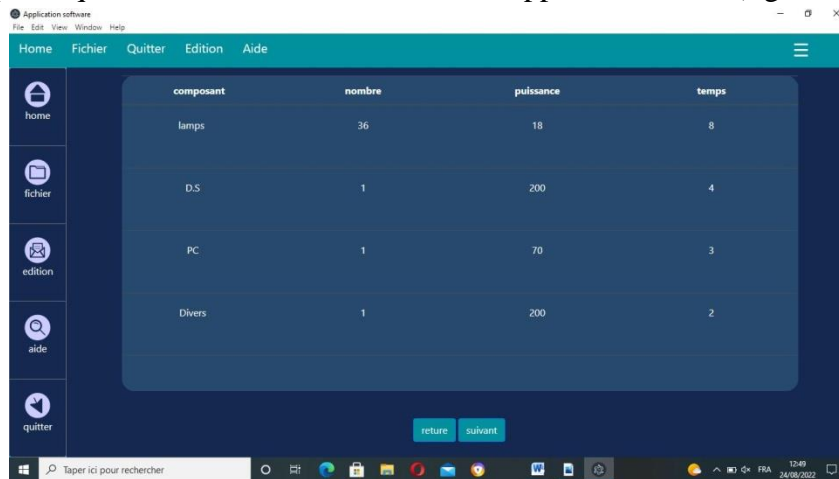 Application software
File Edit View Window Help
Home Fichier Quitter Edition Aide
home
fichier
edition
aide
quitter
composant nombre puissance temps
lamps 36 18 8
D.S 1 200 4
PC 1 70 3
Divers 1 200 2
reture suivant
Taper ici pour rechercher
FRA
12:49
24/08/2022